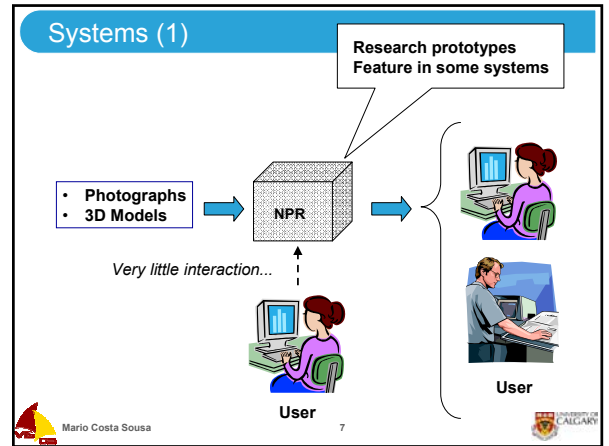 Systems (1)
Research prototypes
Feature in some systems
• Photographs
• 3D Models
NPR
Very little interaction...
User
User
Mario Costa Sousa
7
UNIVERSITY OF
CALGARY